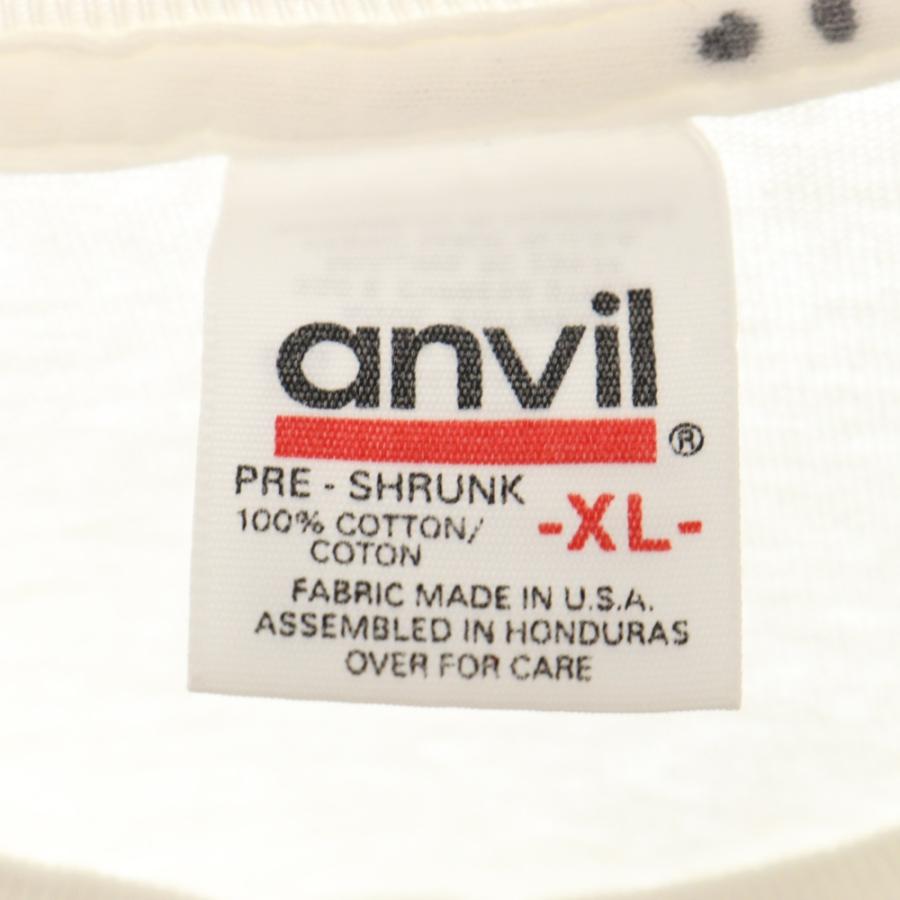 anvil
®
PRE - SHRUNK
100% COTTON/
COTON
-XL-
FABRIC MADE IN U.S.A.
ASSEMBLED IN HONDURAS
OVER FOR CARE